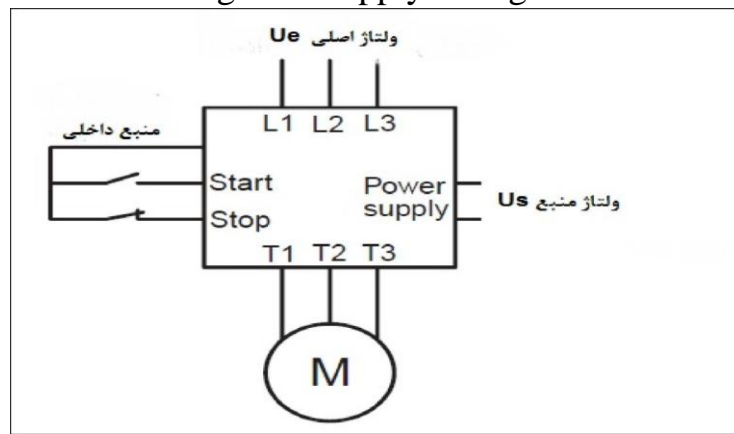 ولتاژ اصلی Ue
L1 L2 L3
منبع داخلی
Start
Stop
Power
supply
ولتاژ منبع Us
T1 T2 T3
M